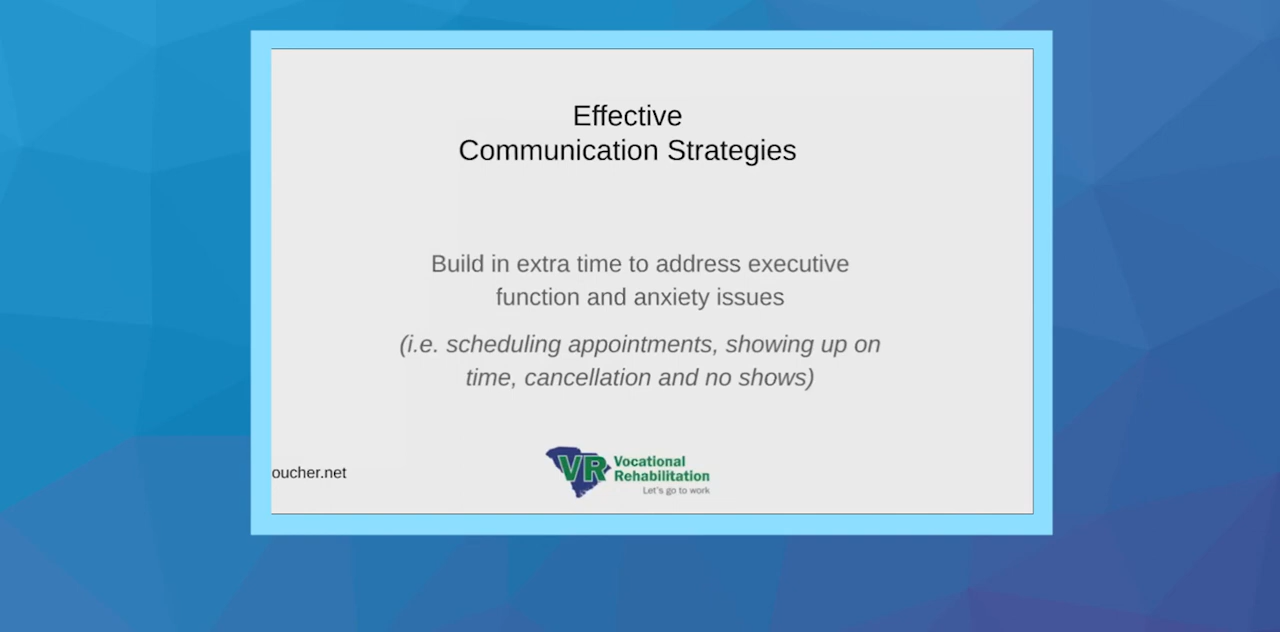 Effective
Communication Strategies
Build in extra time to address executive
function and anxiety issues
(i.e. scheduling appointments, showing up on
time, cancellation and no shows)
oucher.net
VR Vocational
Rehabilitation
Let's go to work